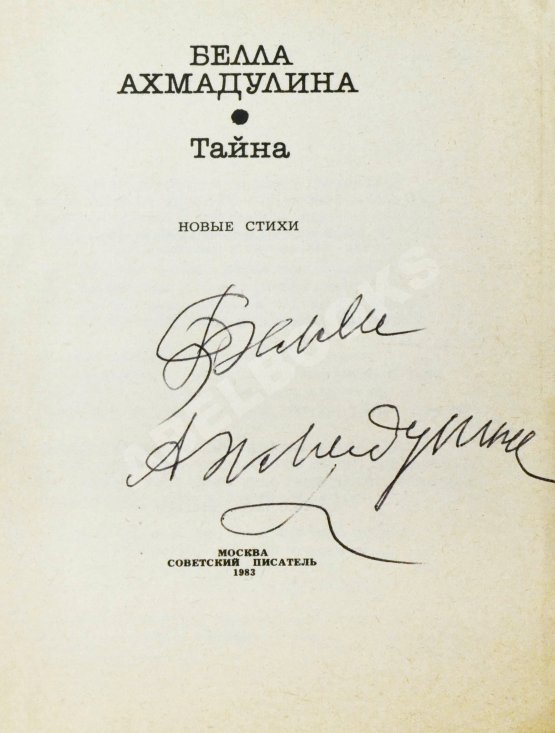 БЕЛЛА
АХМАДУЛИНА
Тайна
НОВЫЕ СТИХИ
Белла
Ахмадулина
МОСКВА
СОВЕТСКИЙ ПИСАТЕЛЬ
1983